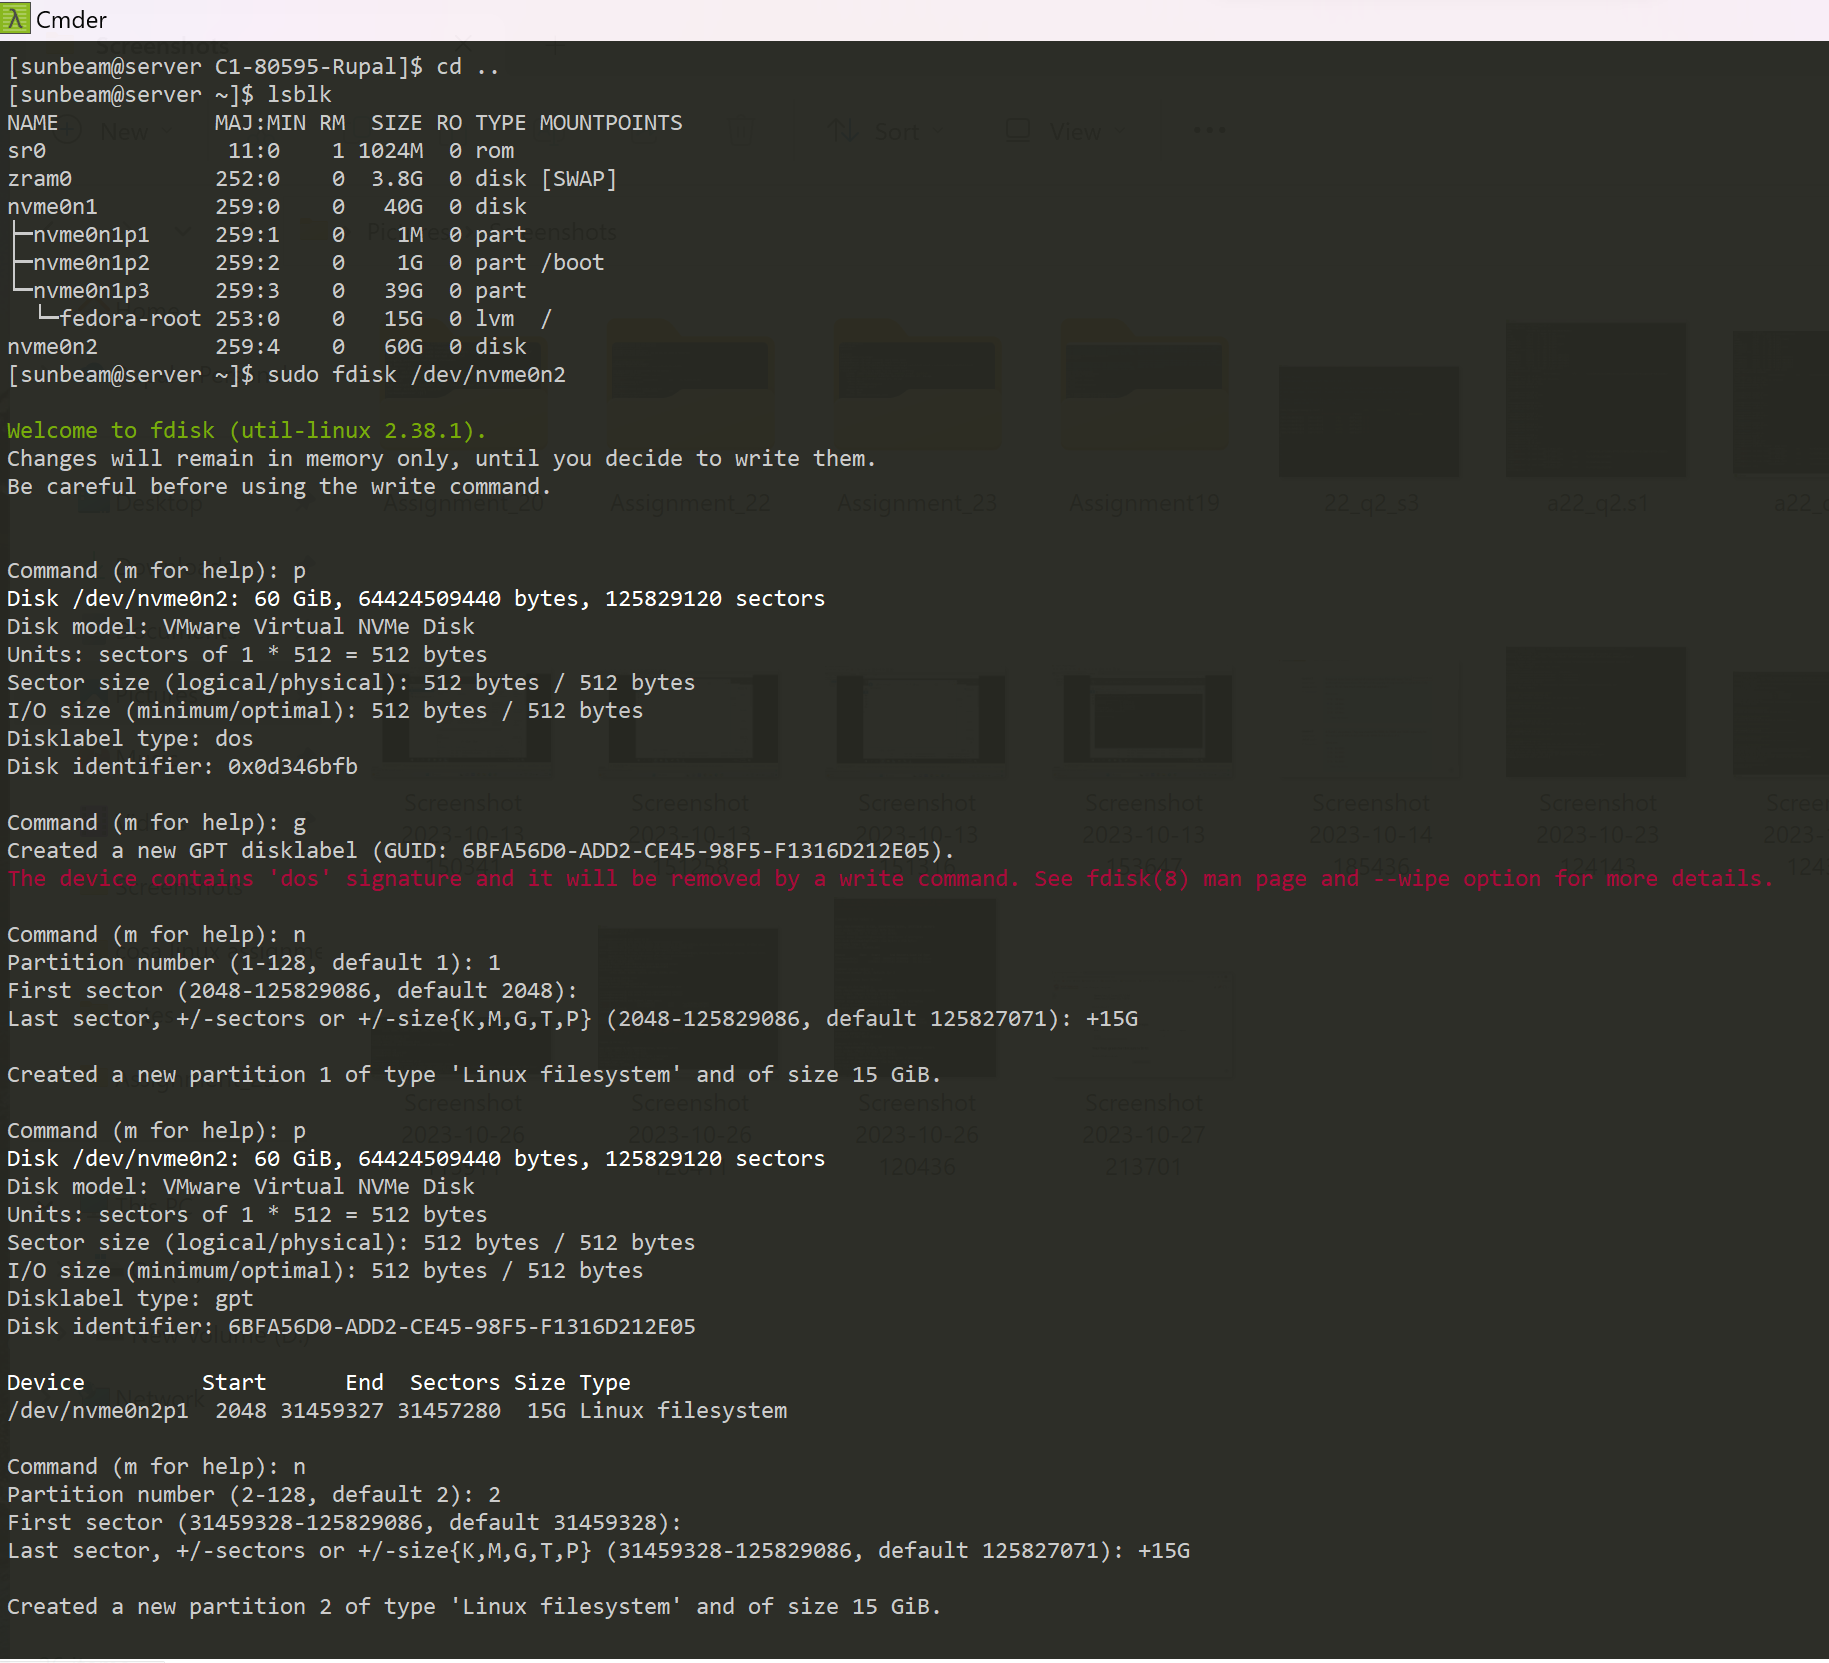 Cmder
[sunbeam@server C1-80595-Rupal]$ cd ..
[sunbeam@server ~]$ lsblk
NAME            MAJ:MIN RM   SIZE RO TYPE MOUNTPOINTS
sr0              11:0    1 1024M  0 rom
zram0           252:0    0  3.8G  0 disk [SWAP]
nvme0n1         259:0    0   40G  0 disk
├─nvme0n1p1     259:1    0    1M  0 part
├─nvme0n1p2     259:2    0    1G  0 part /boot
└─nvme0n1p3     259:3    0   39G  0 part
  └─fedora-root 253:0    0   15G  0 lvm  /
nvme0n2         259:4    0   60G  0 disk
[sunbeam@server ~]$ sudo fdisk /dev/nvme0n2
Welcome to fdisk (util-linux 2.38.1).
Changes will remain in memory only, until you decide to write them.
Be careful before using the write command.
Command (m for help): p
Disk /dev/nvme0n2: 60 GiB, 64424509440 bytes, 125829120 sectors
Disk model: VMware Virtual NVMe Disk
Units: sectors of 1 * 512 = 512 bytes
Sector size (logical/physical): 512 bytes / 512 bytes
I/O size (minimum/optimal): 512 bytes / 512 bytes
Disklabel type: dos
Disk identifier: 0x0d346bfb
Command (m for help): g
Created a new GPT disklabel (GUID: 6BFA56D0-ADD2-CE45-98F5-F1316D212E05).
The device contains 'dos' signature and it will be removed by a write command. See fdisk(8) man page and --wipe option for more details.
Command (m for help): n
Partition number (1-128, default 1): 1
First sector (2048-125829086, default 2048):
Last sector, +/-sectors or +/-size{K,M,G,T,P} (2048-125829086, default 125827071): +15G
Created a new partition 1 of type 'Linux filesystem' and of size 15 GiB.
Command (m for help): p
Disk /dev/nvme0n2: 60 GiB, 64424509440 bytes, 125829120 sectors
Disk model: VMware Virtual NVMe Disk
Units: sectors of 1 * 512 = 512 bytes
Sector size (logical/physical): 512 bytes / 512 bytes
I/O size (minimum/optimal): 512 bytes / 512 bytes
Disklabel type: gpt
Disk identifier: 6BFA56D0-ADD2-CE45-98F5-F1316D212E05
Device         Start      End  Sectors Size Type
/dev/nvme0n2p1  2048 31459327 31457280  15G Linux filesystem
Command (m for help): n
Partition number (2-128, default 2): 2
First sector (31459328-125829086, default 31459328):
Last sector, +/-sectors or +/-size{K,M,G,T,P} (31459328-125829086, default 125827071): +15G
Created a new partition 2 of type 'Linux filesystem' and of size 15 GiB.